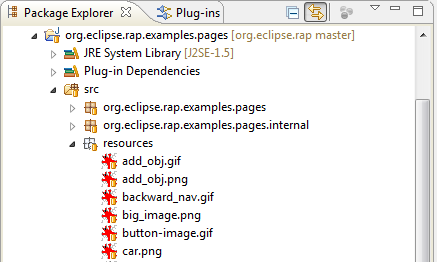 Package Explorer Plug-ins
org.eclipse.rap.examples.pages [org.eclipse.rap master]
JRE System Library [J2SE-1.5]
Plug-in Dependencies
src
org.eclipse.rap.examples.pages
org.eclipse.rap.examples.pages.internal
resources
add_obj.gif
add_obj.png
backward_nav.gif
big_image.png
button-image.gif
car.png